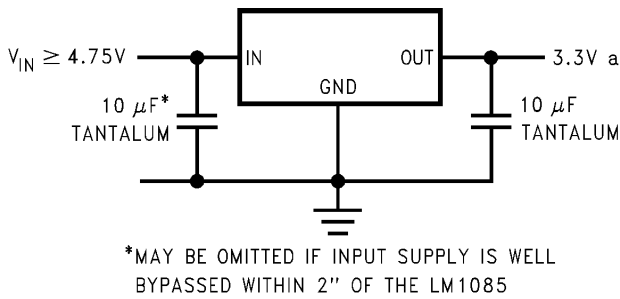 V_IN ≥ 4.75V
IN
OUT
3.3V a
GND
10 μF*
TANTALUM
10 μF
TANTALUM
*MAY BE OMITTED IF INPUT SUPPLY IS WELL
BYPASSED WITHIN 2" OF THE LM1085